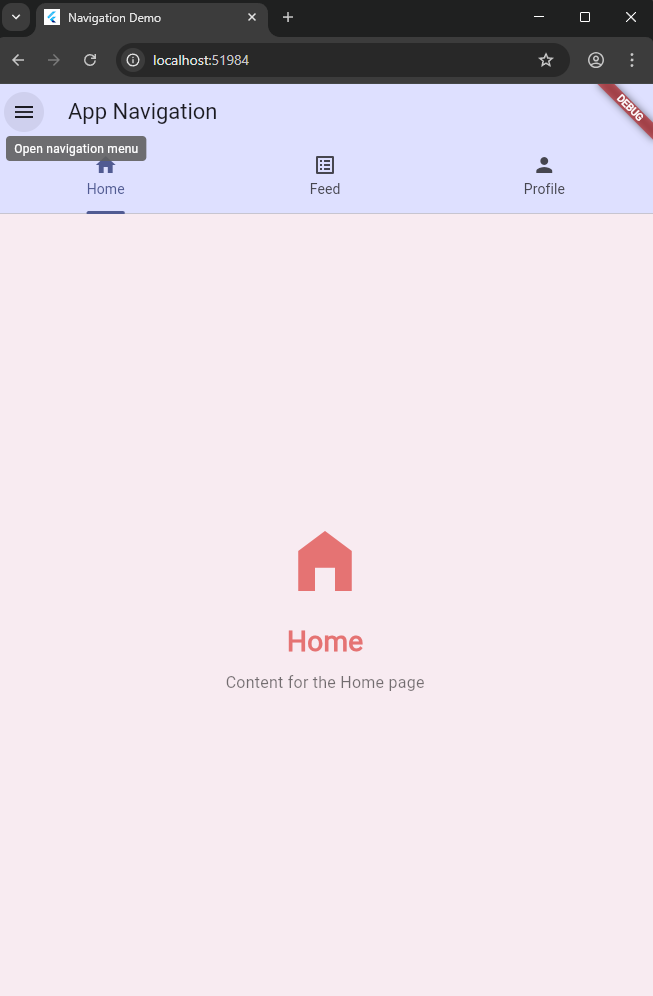 Navigation Demo
localhost:51984
App Navigation
DEBUG
Open navigation menu
Home
Feed
Profile
Home
Content for the Home page